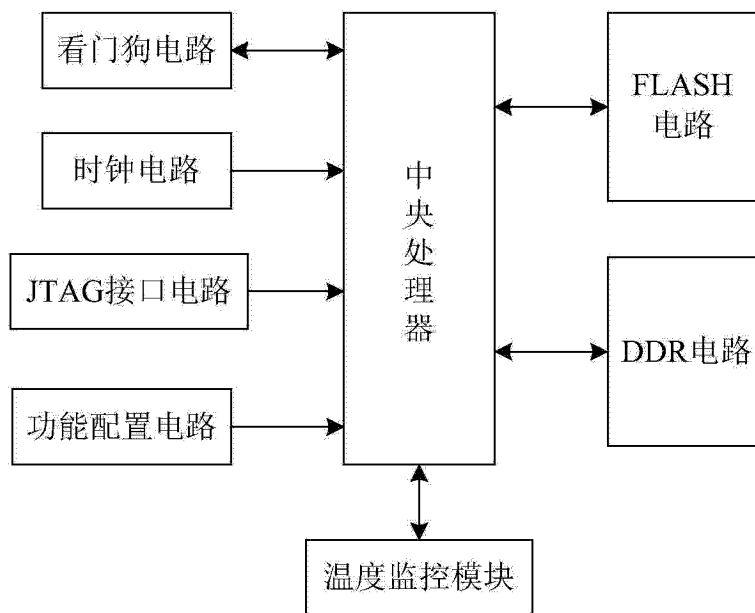 看门狗电路
时钟电路
JTAG接口电路
功能配置电路
中央处理器
FLASH
电路
DDR电路
温度监控模块